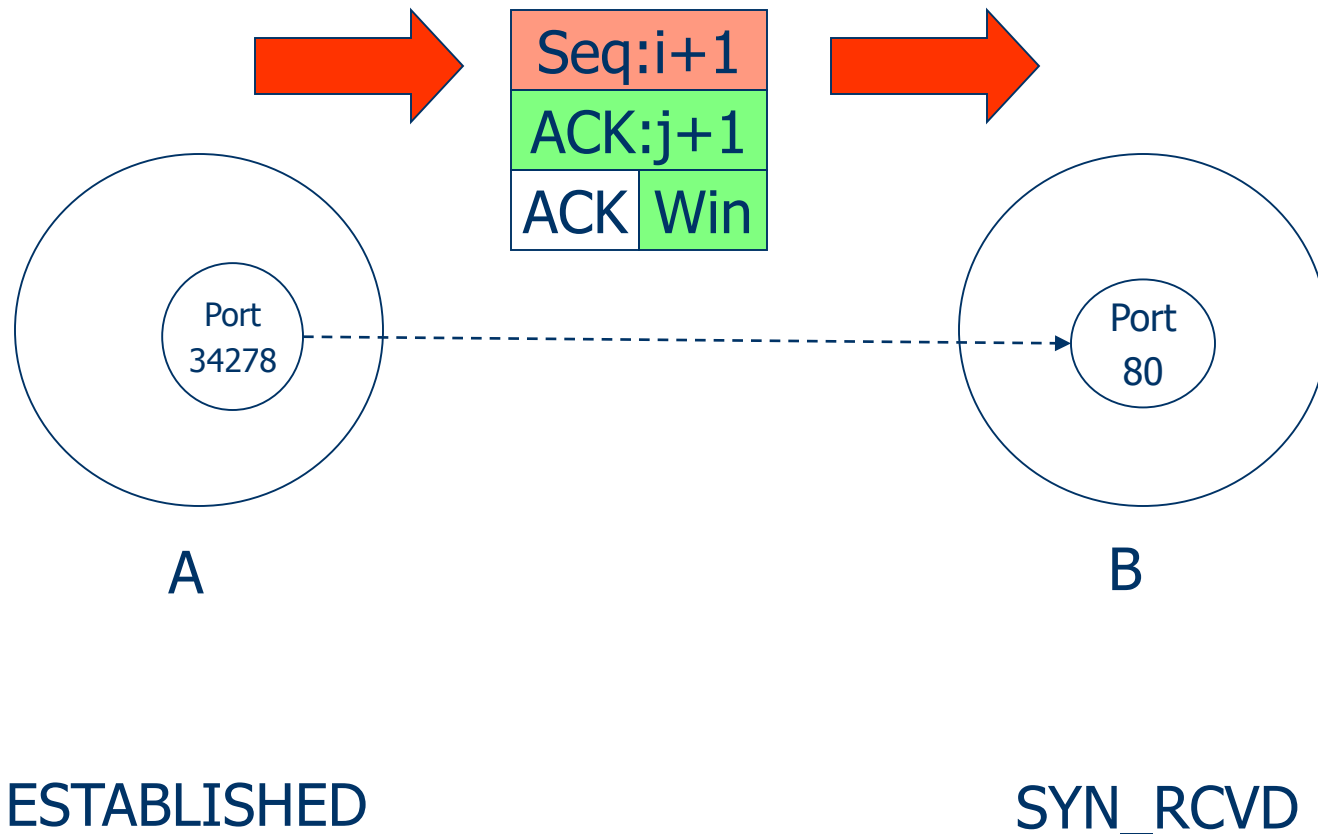 Seq:i+1
ACK:j+1
ACK Win
Port
34278
Port
80
A
B
ESTABLISHED
SYN_RCVD